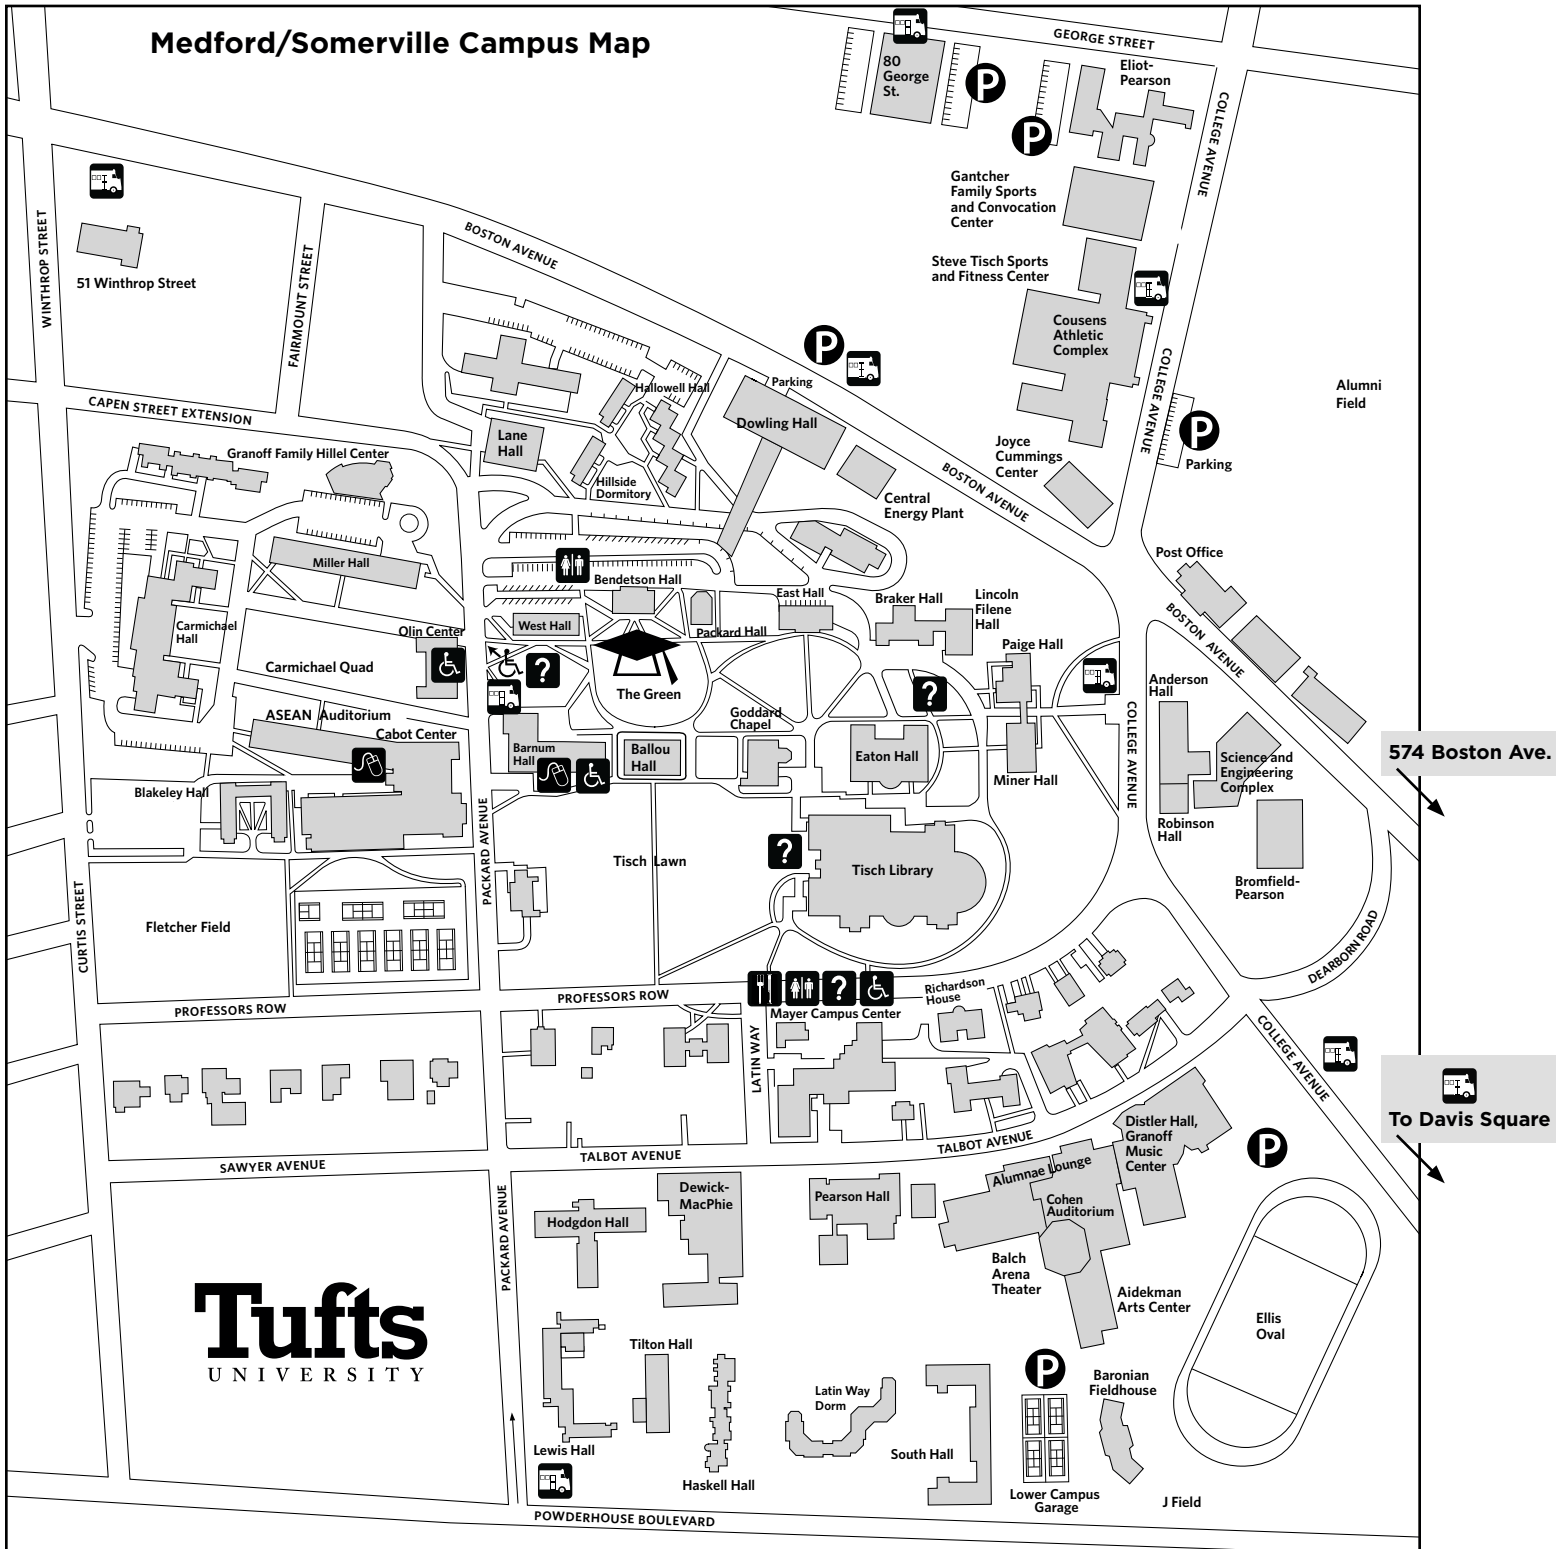 Medford/Somerville Campus Map
GEORGE STREET
80
George
St.
P
P
Eliot-
Pearson
COLLEGE AVENUE
Gantcher
Family Sports
and Convocation
Center
WINTHROP STREET
51 Winthrop Street
FAIRMOUNT STREET
BOSTON AVENUE
Steve Tisch Sports
and Fitness Center
Cousens
Athletic
Complex
P
COLLEGE AVENUE
Alumni
Field
Parking
Hallowell Hall
Dowling Hall
P
Parking
CAPEN STREET EXTENSION
Lane
Hall
Granoff Family Hillel Center
Hillside
Dormitory
Joyce
Cummings
Center
BOSTON AVENUE
Central
Energy Plant
Miller Hall
Post Office
Bendetson Hall
East Hall
Braker Hall
Lincoln
Filene
Hall
BOSTON AVENUE
Carmichael
Hall
Olin Center
West Hall
Packard Hall
Paige Hall
Carmichael Quad
?
The Green
?
Anderson
Hall
ASEAN Auditorium
Goddard
Chapel
COLLEGE AVENUE
Cabot Center
Barnum
Hall
Ballou
Hall
Eaton Hall
Miner Hall
Science and
Engineering
Complex
574 Boston Ave.
Blakeley Hall
PACKARD AVENUE
Robinson
Hall
Tisch Lawn
?
Tisch Library
Bromfield-
Pearson
CURTIS STREET
Fletcher Field
DEARBORN ROAD
PROFESSORS ROW
PROFESSORS ROW
?
Richardson
House
Mayer Campus Center
LATIN WAY
COLLEGE AVENUE
To Davis Square
Distler Hall,
Granoff
Music
Center
P
SAWYER AVENUE
TALBOT AVENUE
TALBOT AVENUE
Alumnae Lounge
PACKARD AVENUE
Dewick-
MacPhie
Pearson Hall
Cohen
Auditorium
Hodgdon Hall
Balch
Arena
Theater
Aidekman
Arts Center
Ellis
Oval
Tufts
UNIVERSITY
Tilton Hall
P
Baronian
Fieldhouse
Latin Way
Dorm
Lewis Hall
South Hall
Haskell Hall
Lower Campus
Garage
J Field
POWDERHOUSE BOULEVARD